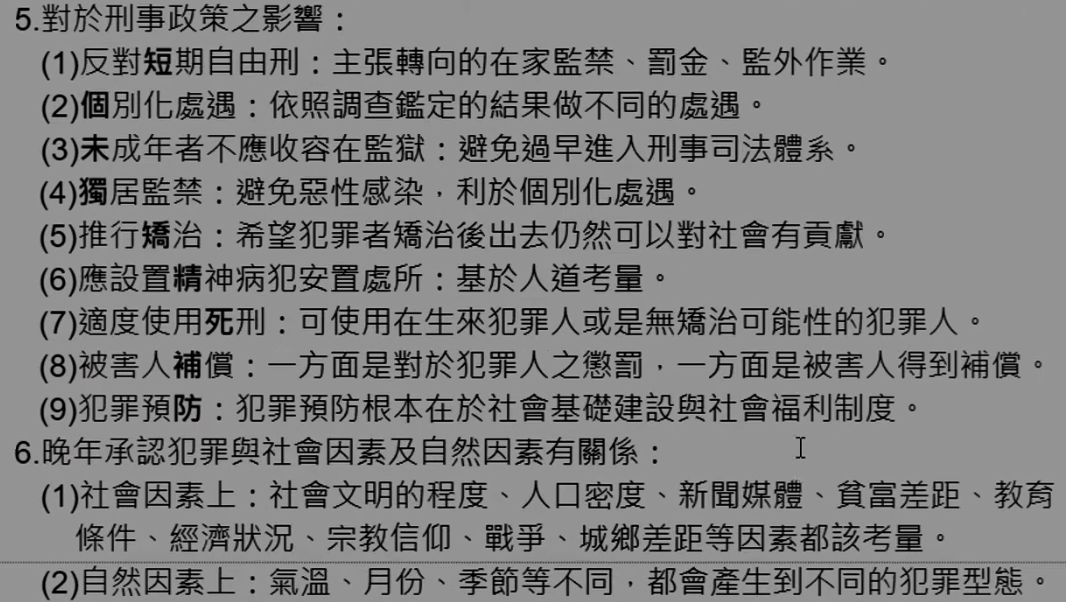 5.對於刑事政策之影響：
(1)反對短期自由刑：主張轉向的在家監禁、罰金、監外作業。
(2)個別化處遇：依照調查鑑定的結果做不同的處遇。
(3)未成年者不應收容在監獄：避免過早進入刑事司法體系。
(4)獨居監禁：避免惡性感染，利於個別化處遇。
(5)推行矯治：希望犯罪者矯治後出去仍然可以對社會有貢獻。
(6)應設置精神病犯安置處所：基於人道考量。
(7)適度使用死刑：可使用在生來犯罪人或是無矯治可能性的犯罪人。
(8)被害人補償：一方面是對於犯罪人之懲罰，一方面是被害人得到補償。
(9)犯罪預防：犯罪預防根本在於社會基礎建設與社會福利制度。
6.晚年承認犯罪與社會因素及自然因素有關係：
(1)社會因素上：社會文明的程度、人口密度、新聞媒體、貧富差距、教育
條件、經濟狀況、宗教信仰、戰爭、城鄉差距等因素都該考量。
(2)自然因素上：氣溫、月份、季節等不同，都會產生到不同的犯罪型態。